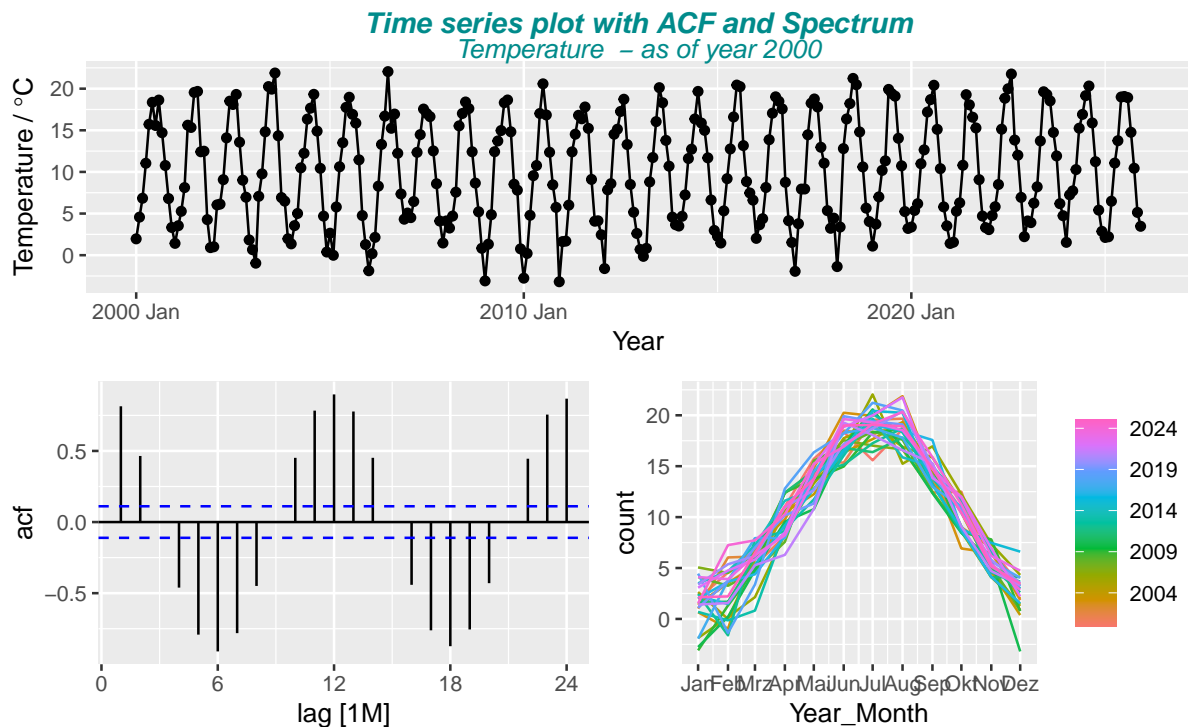 Time series plot with ACF and Spectrum
Temperature – as of year 2000
Temperature / °C
20
15
10
5
0
2000 Jan
2010 Jan
2020 Jan
Year
acf
0.5
0.0
−0.5
0
6
12
18
24
lag [1M]
count
20
15
10
5
0
Jan Feb Mrz Apr Mai Jun Jul Aug Sep Okt Nov Dez
Year_Month
2024
2019
2014
2009
2004